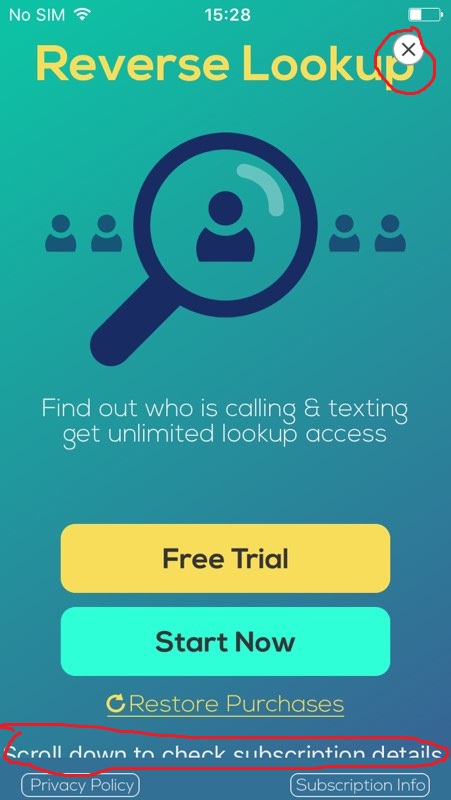 No SIM 15:28
Reverse Lookup
Find out who is calling & texting
get unlimited lookup access
Free Trial
Start Now
Restore Purchases
Scroll down to check subscription details
Privacy Policy Subscription Info